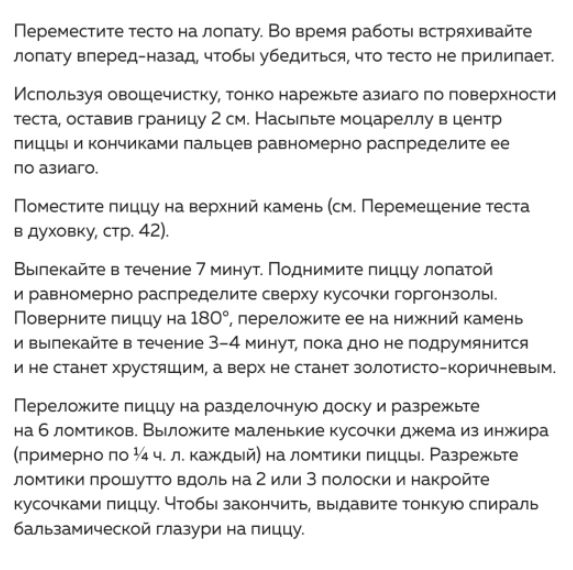 Переместите тесто на лопату. Во время работы встряхивайте
лопату вперед-назад, чтобы убедиться, что тесто не прилипает.
Используя овощечистку, тонко нарежьте азиаго по поверхности
теста, оставив границу 2 см. Насыпьте моцареллу в центр
пиццы и кончиками пальцев равномерно распределите ее
по азиаго.
Поместите пиццу на верхний камень (см. Перемещение теста
в духовку, стр. 42).
Выпекайте в течение 7 минут. Поднимите пиццу лопатой
и равномерно распределите сверху кусочки горгонзолы.
Поверните пиццу на 180°, переложите ее на нижний камень
и выпекайте в течение 3–4 минут, пока дно не подрумянится
и не станет хрустящим, а верх не станет золотисто-коричневым.
Переложите пиццу на разделочную доску и разрежьте
на 6 ломтиков. Выложите маленькие кусочки джема из инжира
(примерно по ¼ ч. л. каждый) на ломтики пиццы. Разрежьте
ломтики прошутто вдоль на 2 или 3 полоски и накройте
кусочками пиццу. Чтобы закончить, выдавите тонкую спираль
бальзамической глазури на пиццу.